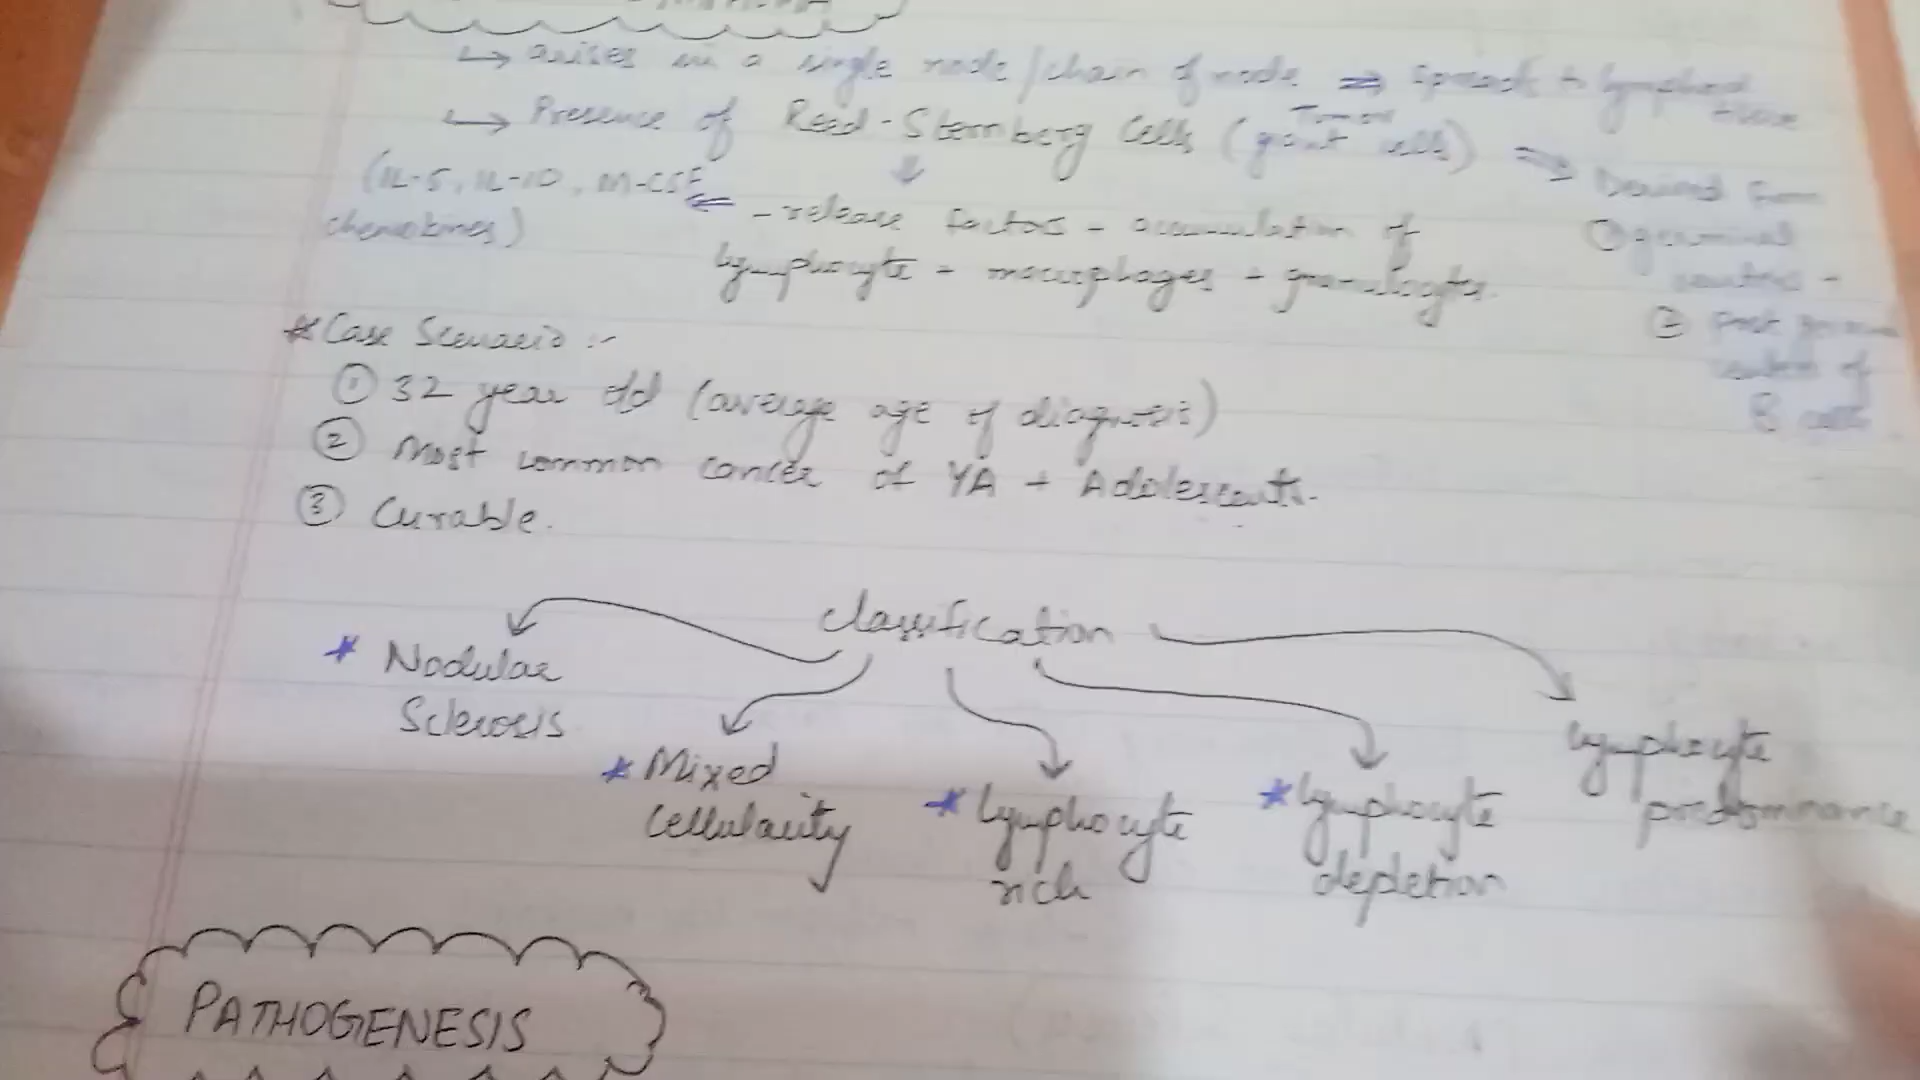 ↳ arises in a single node/chain of node ⇒ Spreads to lymphoid tissue
↳ Presence of Reed-Sternberg Cells (Tumor giant cells) ⇒ Derived from
① germinal
centers -
② Post
center of
B cells
(IL-5, IL-10, M-CSF
chemokines)
- release factors - accumulation of
lymphocyte - macrophages - granulocytes.
* Case Scenario :-
① 32 year old (average age of diagnosis)
② Most common cancer of YA + Adolescents.
③ Curable.
Classification
* Nodular
Sclerosis
* Mixed
Cellularity
* lymphocyte
rich
* lymphocyte
depletion
lymphocyte
predominance
PATHOGENESIS